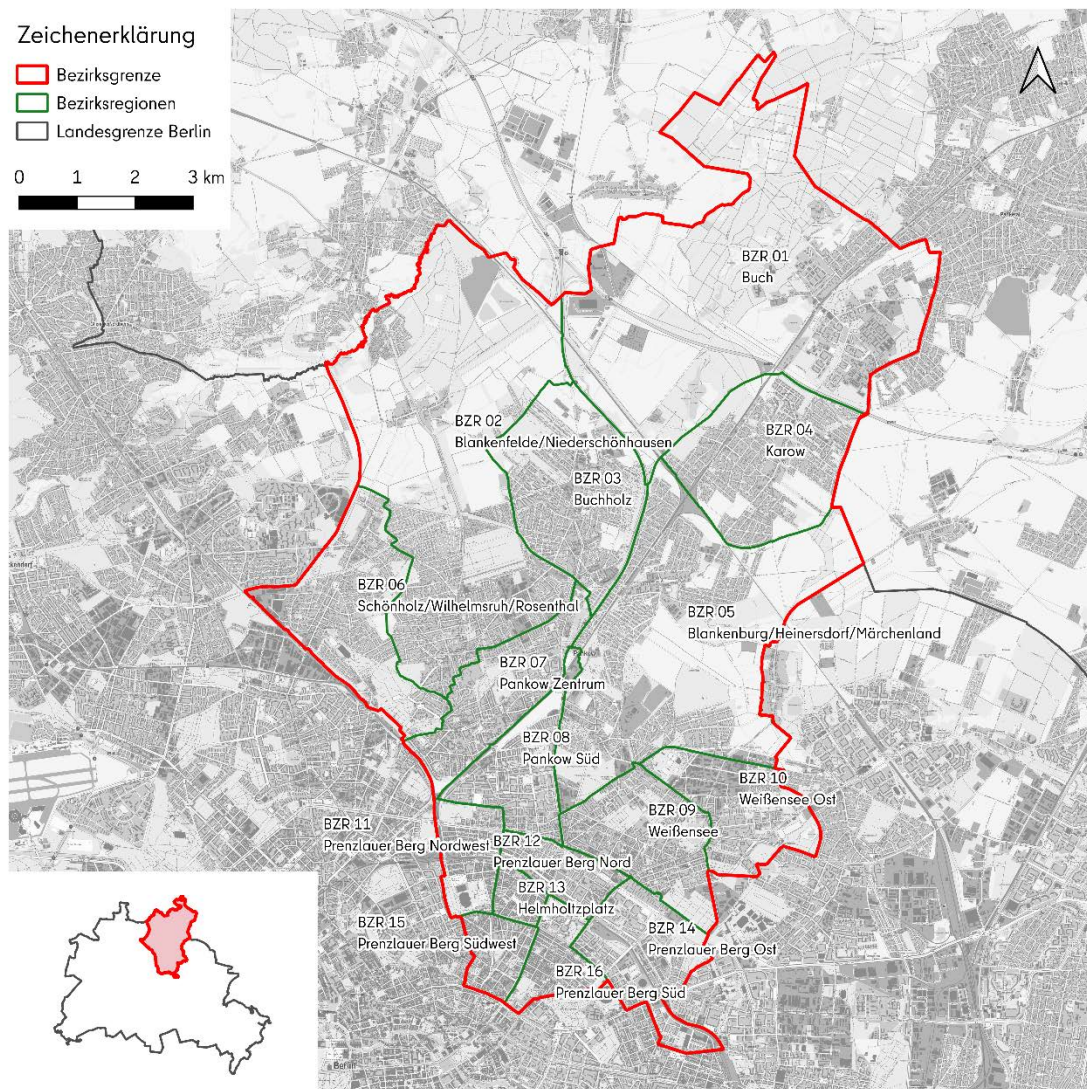 Zeichenerklärung
Bezirksgrenze
Bezirksregionen
Landesgrenze Berlin
0 1 2 3 km
BZR 01
Buch
BZR 02
Blankenfelde/Niederschönhausen
BZR 04
Karow
BZR 03
Buchholz
BZR 06
Schönholz/Wilhelmsruh/Rosenthal
BZR 05
Blankenburg/Heinersdorf/Märchenland
BZR 07
Pankow Zentrum
BZR 08
Pankow Süd
BZR 10
Weißensee Ost
BZR 09
Weißensee
BZR 11
Prenzlauer Berg Nordwest
BZR 12
Prenzlauer Berg Nord
BZR 13
Helmholtzplatz
BZR 15
Prenzlauer Berg Südwest
BZR 14
Prenzlauer Berg Ost
BZR 16
Prenzlauer Berg Süd
Berlin